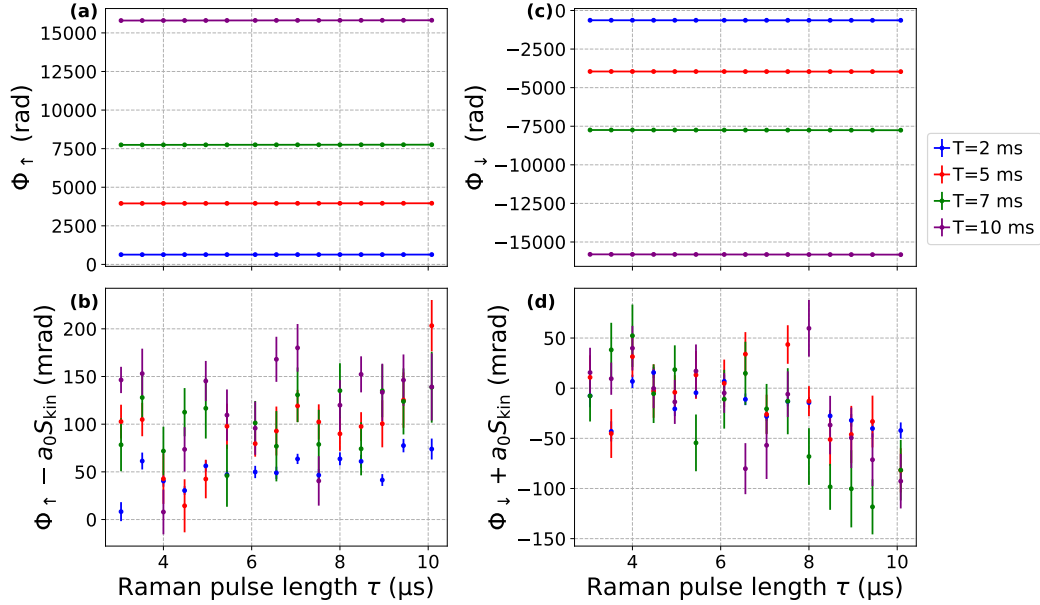 (a)
15000
12500
10000
7500
5000
2500
0
Φ↑ (rad)
(c)
0
−2500
−5000
−7500
−10000
−12500
−15000
Φ↓ (rad)
T=2 ms
T=5 ms
T=7 ms
T=10 ms
(b)
200
150
100
50
0
Φ↑ − a₀Sₖᵢₙ (mrad)
4 6 8 10
Raman pulse length τ (μs)
(d)
50
0
−50
−100
−150
Φ↓ + a₀Sₖᵢₙ (mrad)
4 6 8 10
Raman pulse length τ (μs)